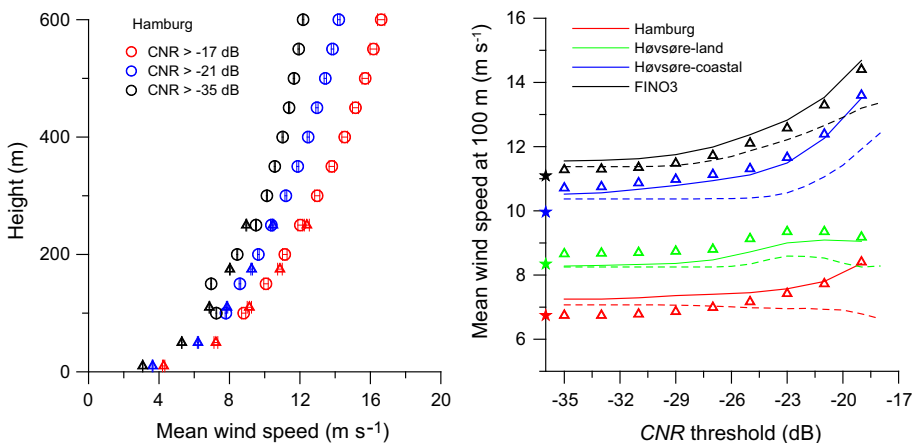 Hamburg
CNR > -17 dB
CNR > -21 dB
CNR > -35 dB
600
400
200
0
Height (m)
0 4 8 12 16 20
Mean wind speed (m s⁻¹)
Hamburg
Høvsøre-land
Høvsøre-coastal
FINO3
16
14
12
10
8
6
Mean wind speed at 100 m (m s⁻¹)
-35 -32 -29 -26 -23 -20 -17
CNR threshold (dB)